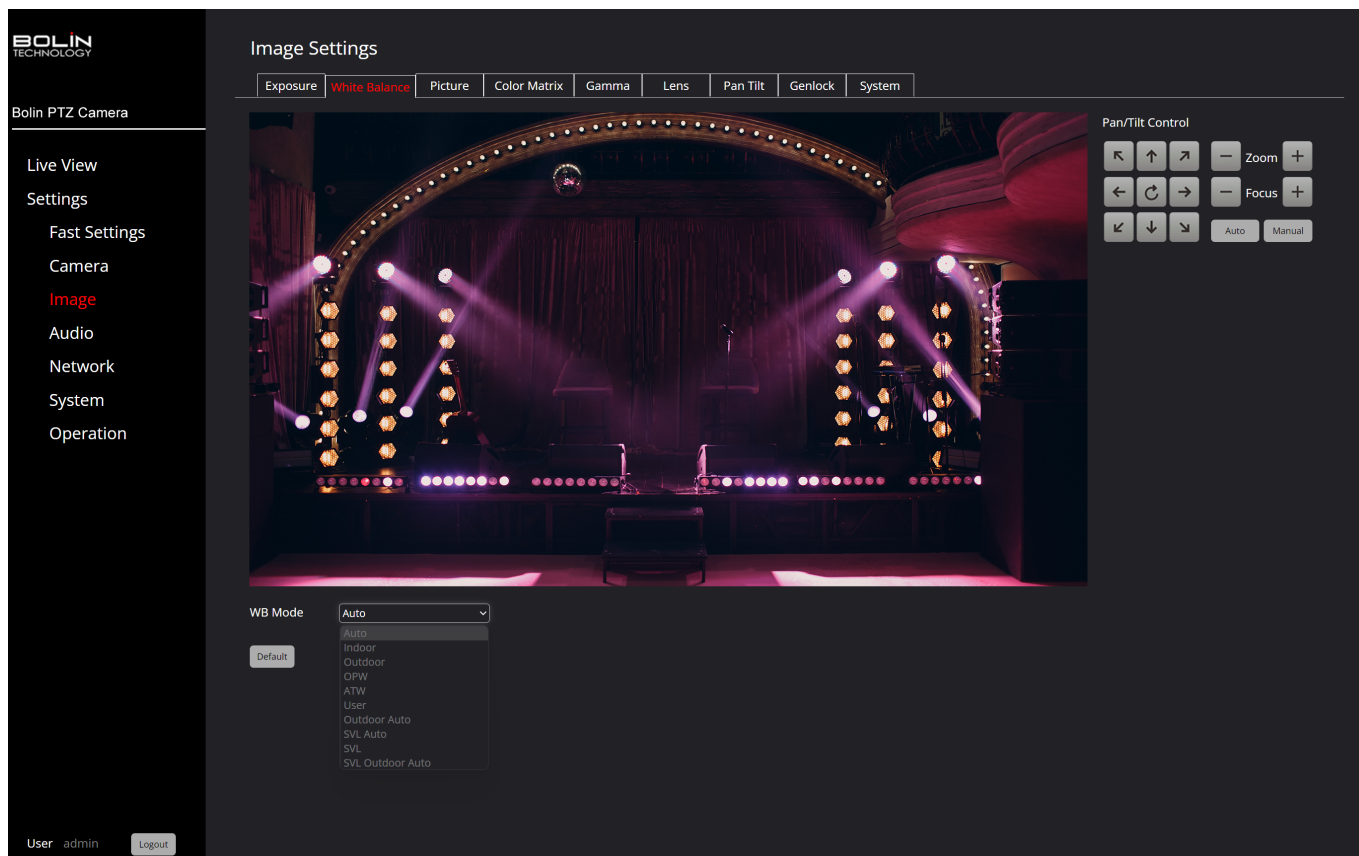 BOLIN
TECHNOLOGY
Bolin PTZ Camera
Live View
Settings
Fast Settings
Camera
Image
Audio
Network
System
Operation
User admin
Logout
Image Settings
Exposure White Balance Picture Color Matrix Gamma Lens Pan Tilt Genlock System
Pan/Tilt Control
Zoom
Focus
Auto Manual
WB Mode Auto
Auto
Indoor
Outdoor
OPW
ATW
User
Outdoor Auto
SVL Auto
SVL
SVL Outdoor Auto
Default